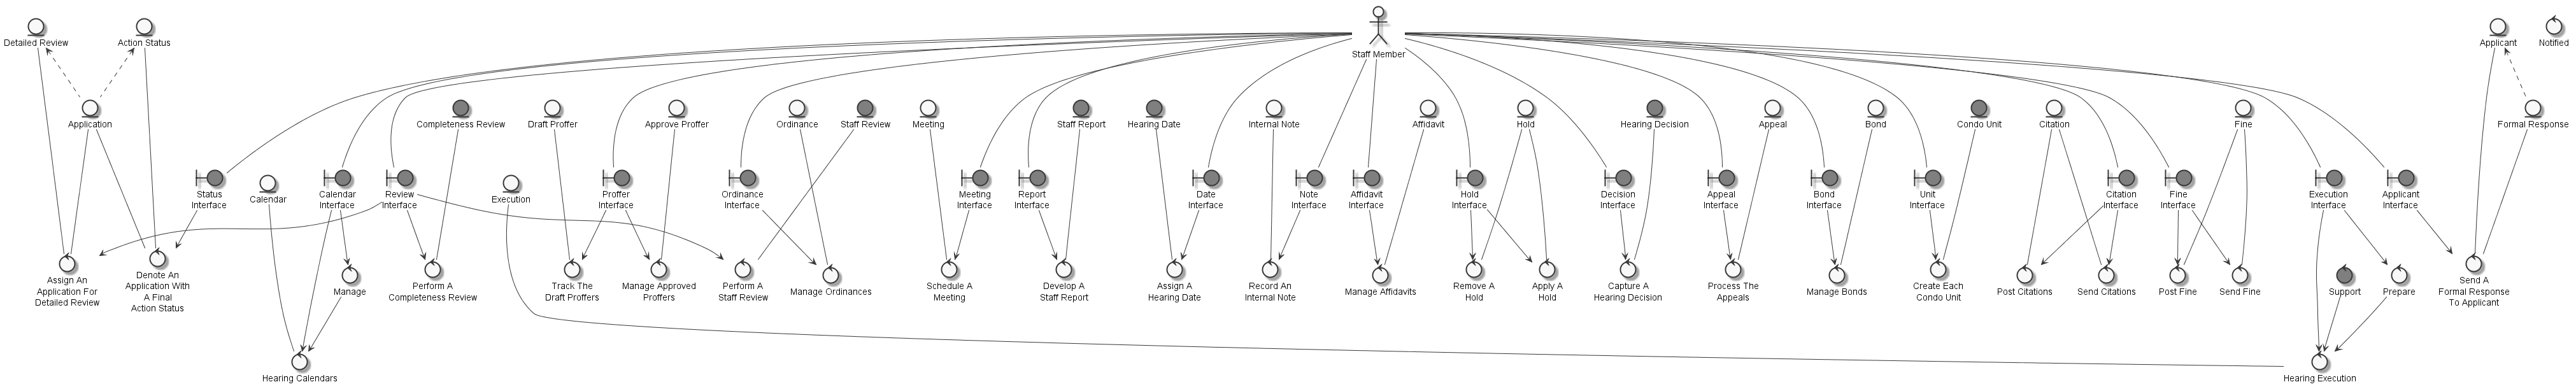 Detailed Review
Action Status
Staff Member
Applicant
Notified
Application
Completeness Review
Draft Proffer
Approve Proffer
Ordinance
Staff Review
Meeting
Staff Report
Hearing Date
Internal Note
Affidavit
Hold
Hearing Decision
Appeal
Bond
Condo Unit
Citation
Fine
Formal Response
Status
Interface
Calendar
Calendar
Interface
Review
Interface
Execution
Proffer
Interface
Ordinance
Interface
Meeting
Interface
Report
Interface
Date
Interface
Note
Interface
Affidavit
Interface
Hold
Interface
Decision
Interface
Appeal
Interface
Bond
Interface
Unit
Interface
Citation
Interface
Fine
Interface
Execution
Interface
Applicant
Interface
Assign An
Application For
Detailed Review
Denote An
Application With
A Final
Action Status
Manage
Perform A
Completeness Review
Track The
Draft Proffers
Manage Approved
Proffers
Perform A
Staff Review
Manage Ordinances
Schedule A
Meeting
Develop A
Staff Report
Assign A
Hearing Date
Record An
Internal Note
Manage Affidavits
Remove A
Hold
Apply A
Hold
Capture A
Hearing Decision
Process The
Appeals
Manage Bonds
Create Each
Condo Unit
Post Citations
Send Citations
Post Fine
Send Fine
Support
Prepare
Send A
Formal Response
To Applicant
Hearing Calendars
Hearing Execution